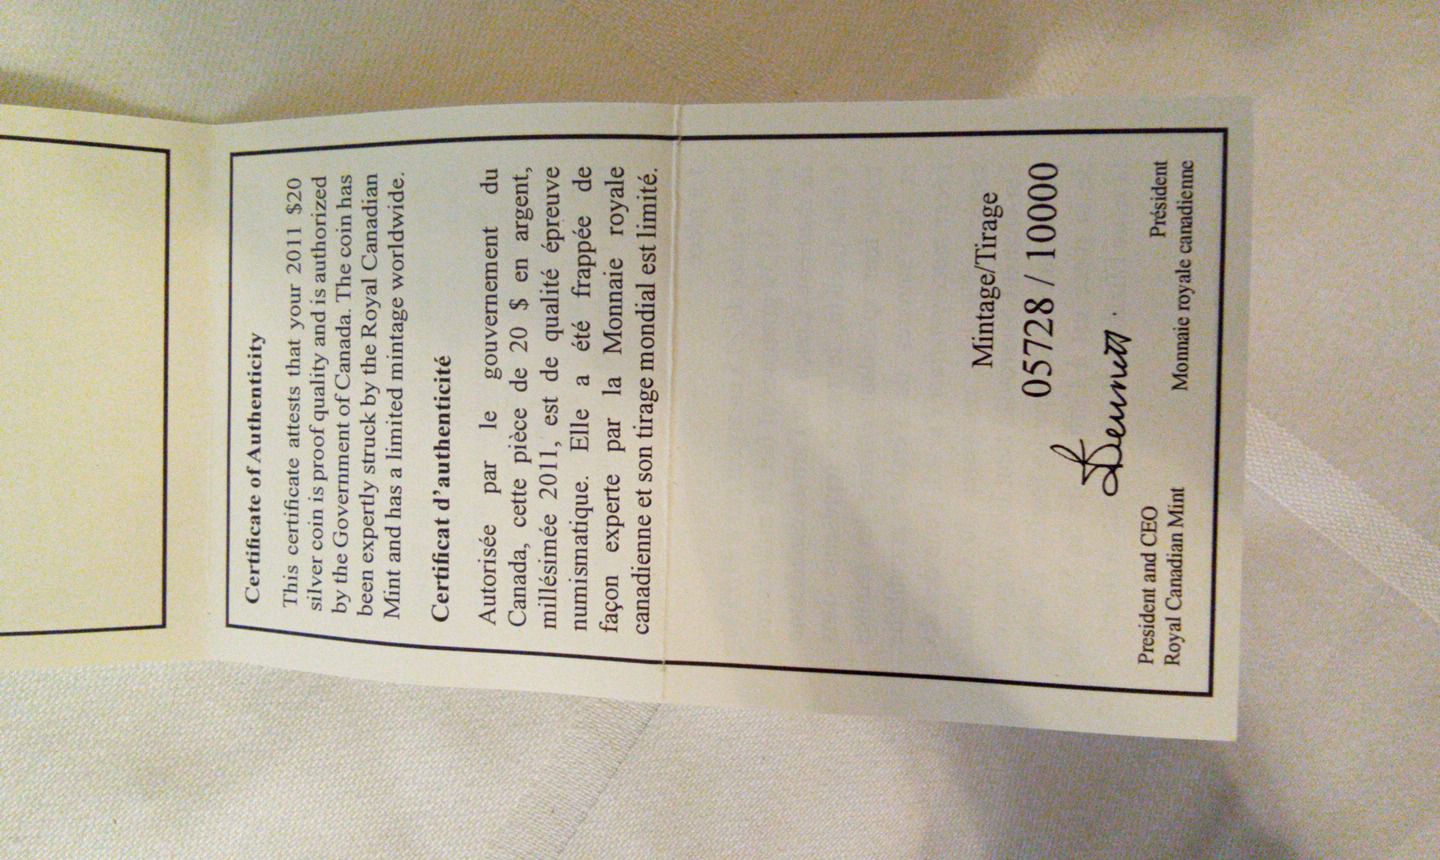 Certificate of Authenticity
This certificate attests that your 2011 $20
silver coin is proof quality and is authorized
by the Government of Canada. The coin has
been expertly struck by the Royal Canadian
Mint and has a limited mintage worldwide.
Certificat d'authenticité
Autorisée par le gouvernement du
Canada, cette pièce de 20 $ en argent,
millésimée 2011, est de qualité épreuve
numismatique. Elle a été frappée de
façon experte par la Monnaie royale
canadienne et son tirage mondial est limité.
Mintage/Tirage
05728 / 10000
Bennett
President and CEO
Royal Canadian Mint
Président
Monnaie royale canadienne